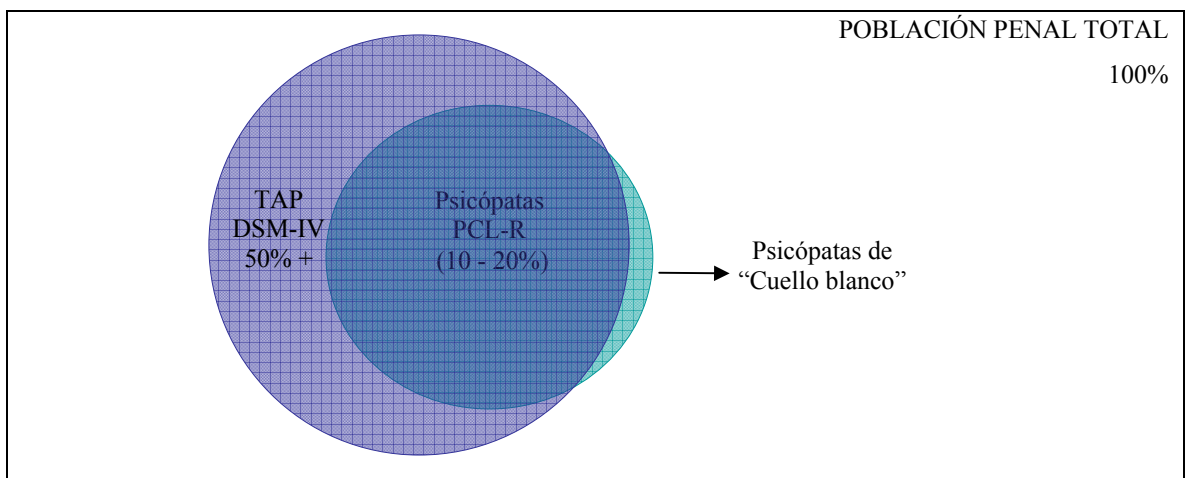 POBLACIÓN PENAL TOTAL
100%
TAP
DSM-IV
50% +
Psicópatas
PCL-R
(10 - 20%)
Psicópatas de
“Cuello blanco”